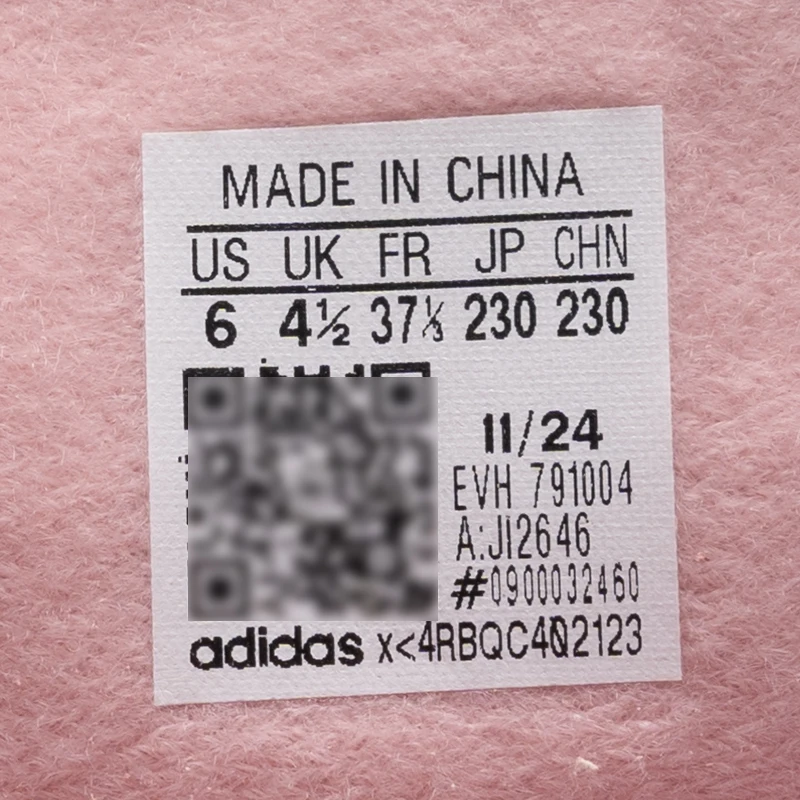 MADE IN CHINA
US UK FR JP CHN
6 4½ 37⅓ 230 230
11/24
EVH 791004
A:JI2646
#0900032460
adidas x<4RBQC4Q2123